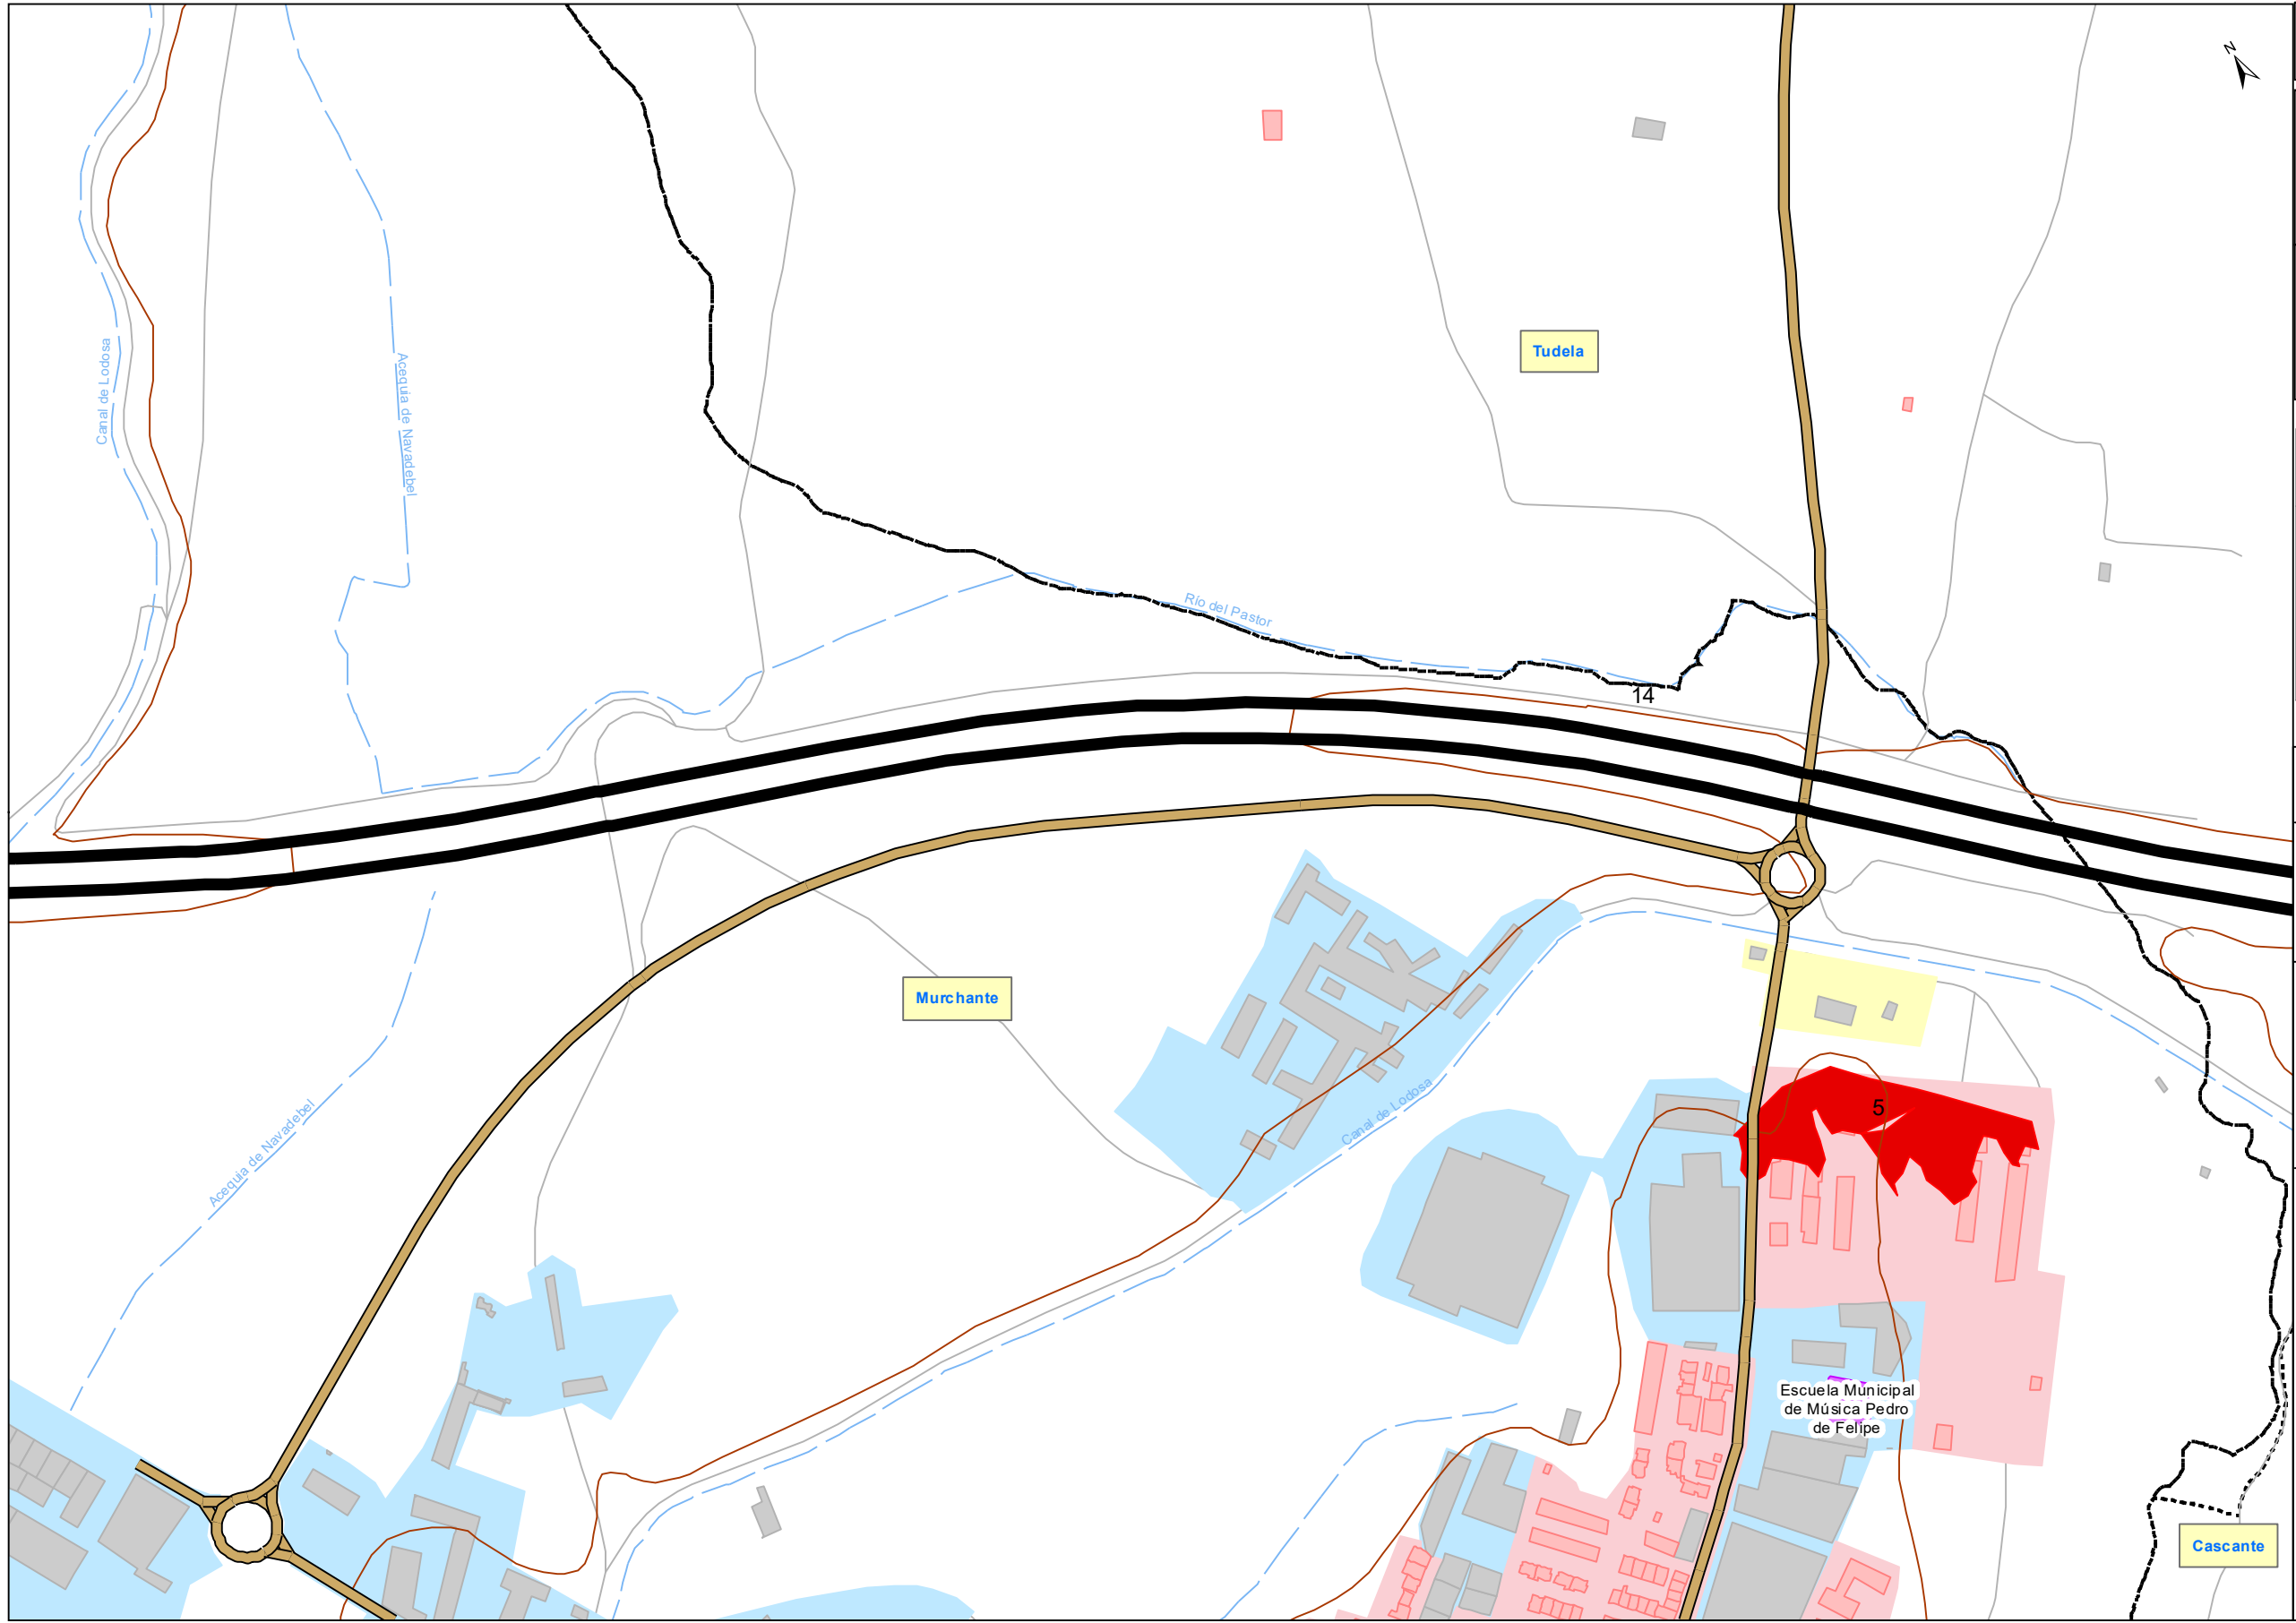 N
Tudela
Canal de Lodosa
Acequia de Navadebel
Río del Pastor
14
Murchante
Canal de Lodosa
5
Acequia de Navadebel
Escuela Municipal
de Música Pedro
de Felipe
Cascante